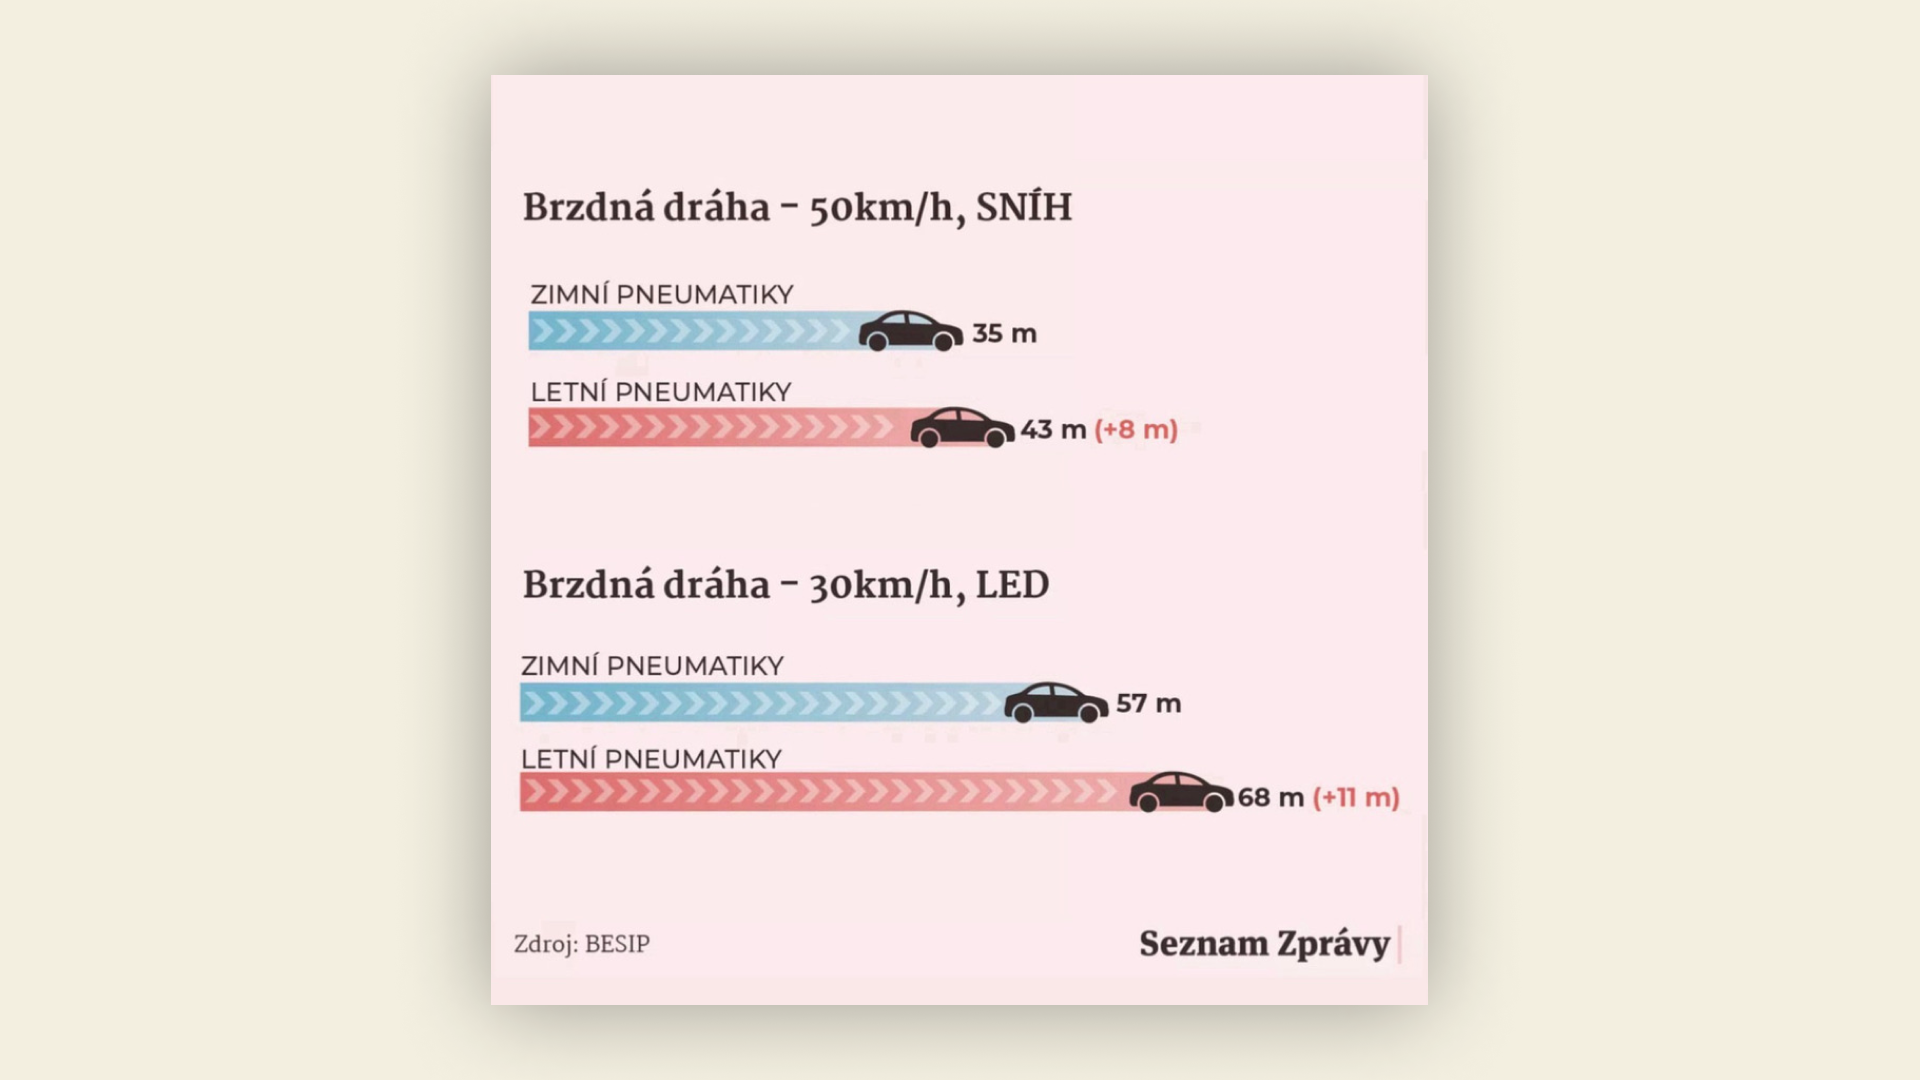 Brzdná dráha – 50km/h, SNÍH
ZIMNÍ PNEUMATIKY
35 m
LETNÍ PNEUMATIKY
43 m (+8 m)
Brzdná dráha – 30km/h, LED
ZIMNÍ PNEUMATIKY
57 m
LETNÍ PNEUMATIKY
68 m (+11 m)
Zdroj: BESIP
Seznam Zprávy